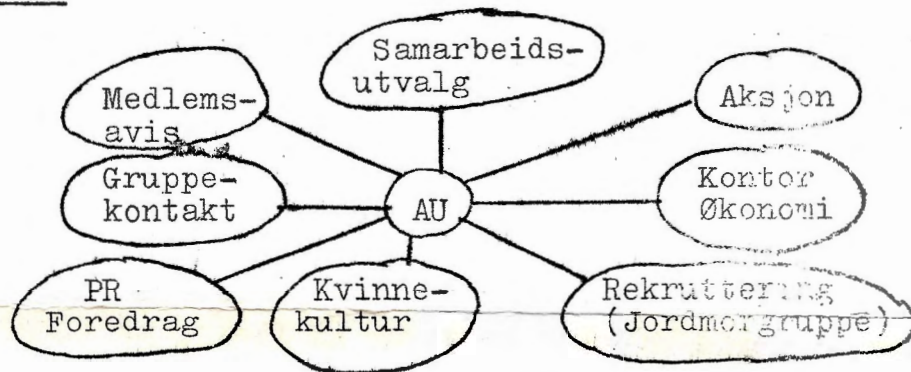 Samarbeids-
utvalg
Medlems-
avis
Aksjon
Gruppe-
kontakt
AU
Kontor
Økonomi
PR
Foredrag
Kvinne-
kultur
Rekruttering
(Jordmorgruppe)